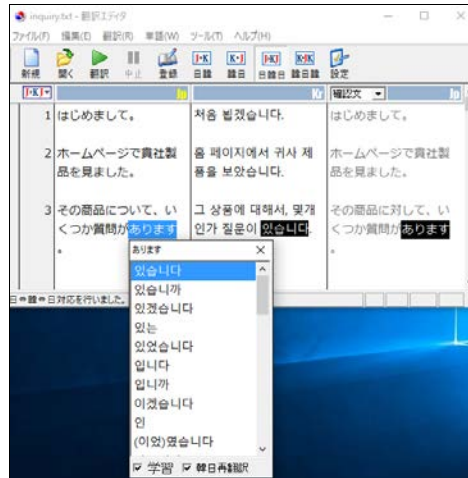 inquiry.txt - 翻訳エディタ
ファイル(F) 編集(E) 翻訳(R) 単語(W) ツール(T) ヘルプ(H)
J•K K•J J•KJ K•JK
新規 開く 翻訳 中止 登録 日韓 韓日 日韓日 韓日韓 設定
J•K Jp Kr 確認文
1 はじめまして。 처음 뵙겠습니다. はじめまして。
2 ホームページで貴社製 홈 페이지에서 귀사 제 ホームページで貴社製
品を見ました。 품을 보았습니다. 品を見ました。
3 その商品について、い 그 상품에 대해서, 몇개 その商品に対して、い
くつか質問があります 인가 질문이 있습니다. くつか質問があります
。 。
あります
있습니다
있습니까
있겠습니다
있는
있었습니다
입니다
입니까
이겠습니다
인
(이었)였습니다
学習 韓日再翻訳
日⇔韓⇔日対応を行いました。